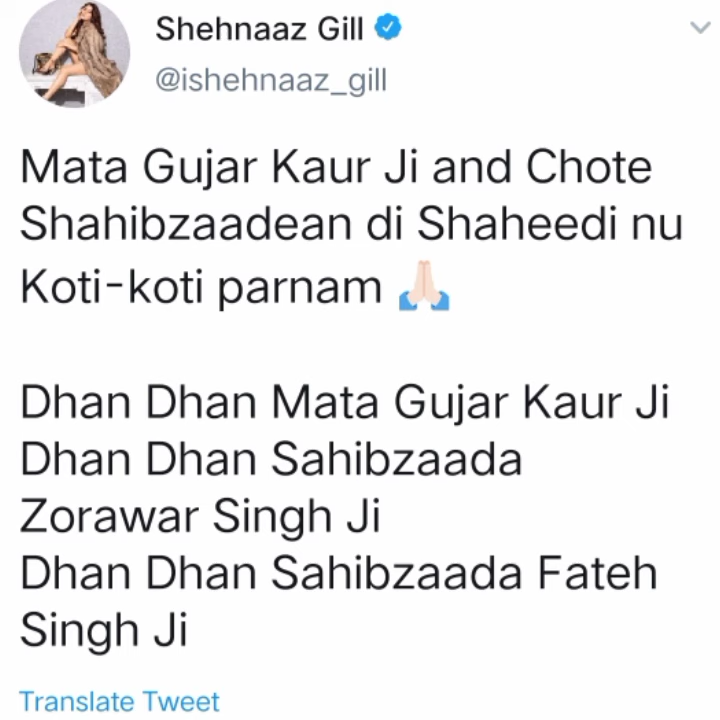 Shehnaaz Gill
@ishehnaaz_gill
Mata Gujar Kaur Ji and Chote
Shahibzaadean di Shaheedi nu
Koti-koti parnam 🙏🏻
Dhan Dhan Mata Gujar Kaur Ji
Dhan Dhan Sahibzaada
Zorawar Singh Ji
Dhan Dhan Sahibzaada Fateh
Singh Ji
Translate Tweet